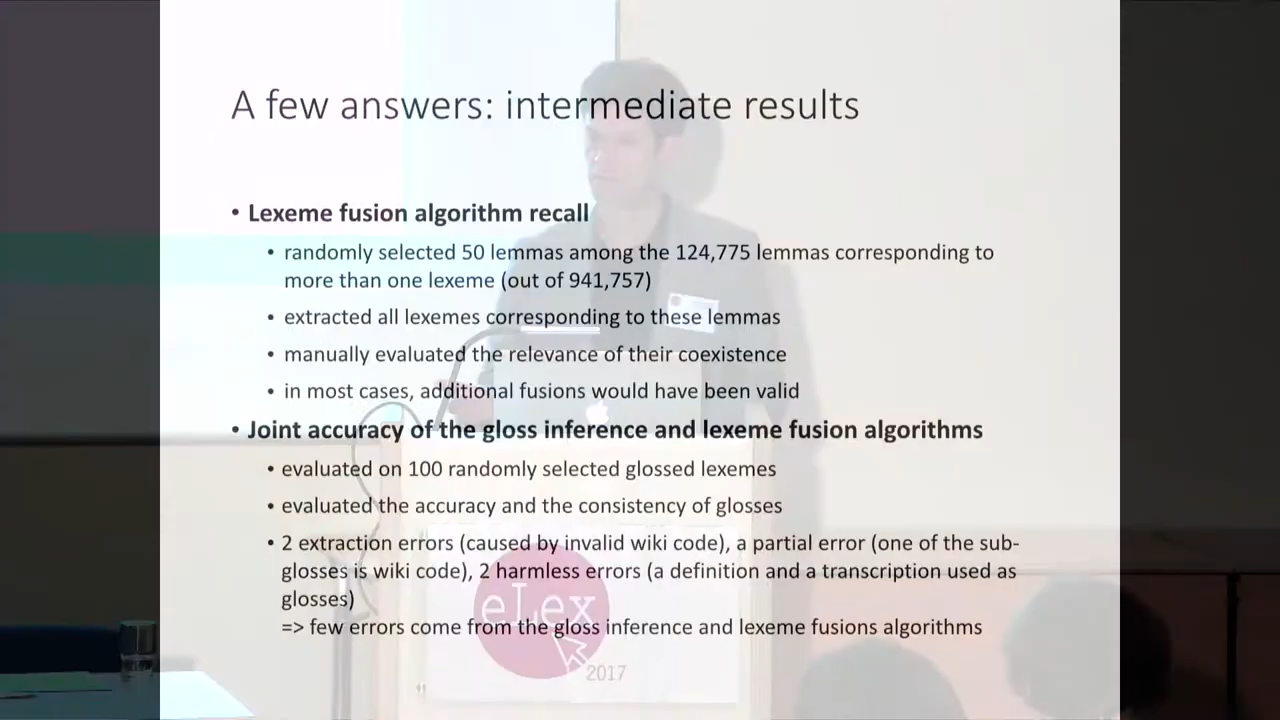 A few answers: intermediate results
• Lexeme fusion algorithm recall
• randomly selected 50 lemmas among the 124,775 lemmas corresponding to
more than one lexeme (out of 941,757)
• extracted all lexemes corresponding to these lemmas
• manually evaluated the relevance of their coexistence
• in most cases, additional fusions would have been valid
• Joint accuracy of the gloss inference and lexeme fusion algorithms
• evaluated on 100 randomly selected glossed lexemes
• evaluated the accuracy and the consistency of glosses
• 2 extraction errors (caused by invalid wiki code), a partial error (one of the sub-
glosses is wiki code), 2 harmless errors (a definition and a transcription used as
glosses)
=> few errors come from the gloss inference and lexeme fusions algorithms
eLex
2017